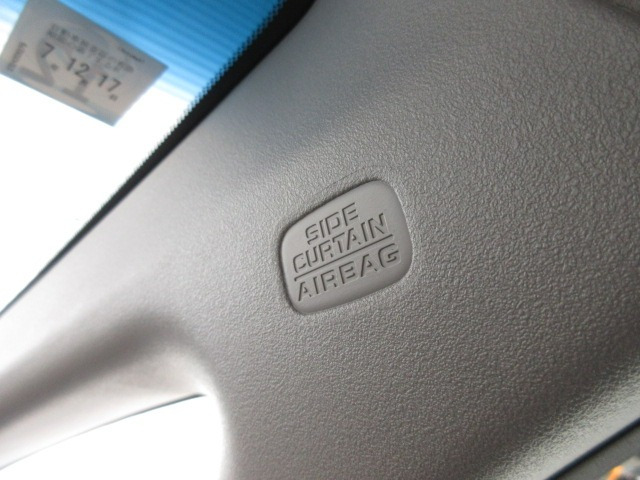 7 12 17
SIDE
CURTAIN
AIRBAG